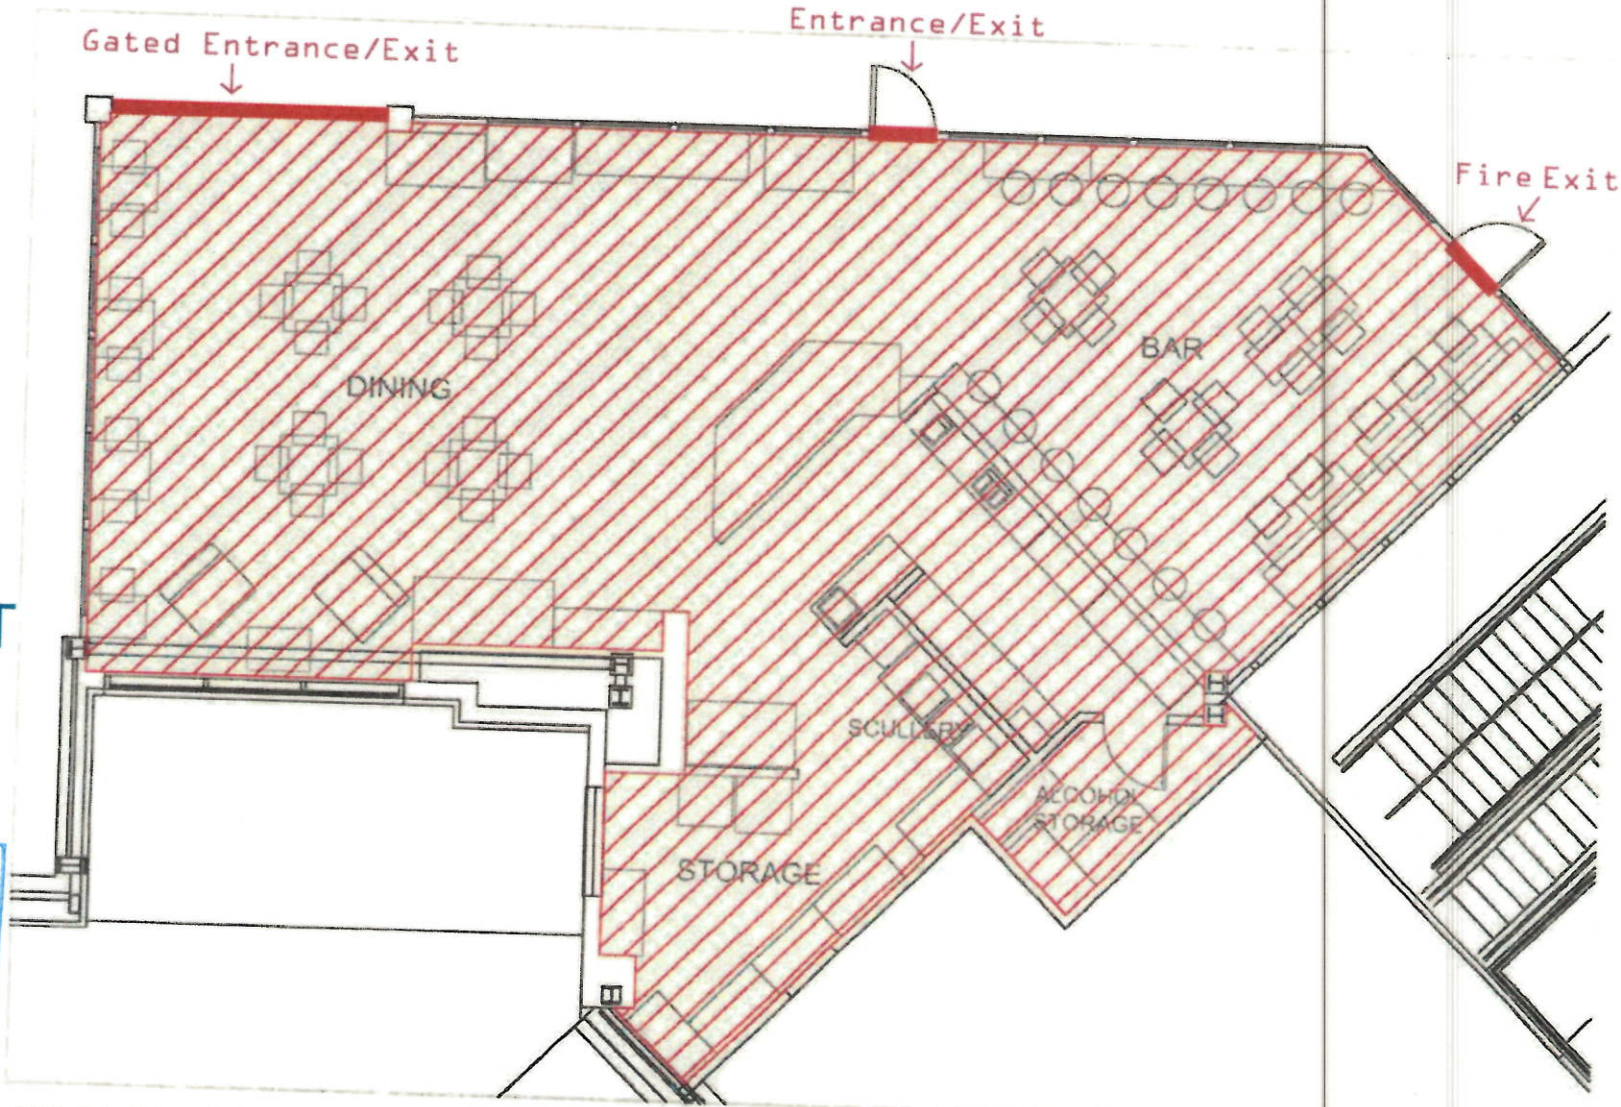 Entrance/Exit
Gated Entrance/Exit
Fire Exit
BAR
DINING
SCULLERY
ALCOHOL
STORAGE
STORAGE